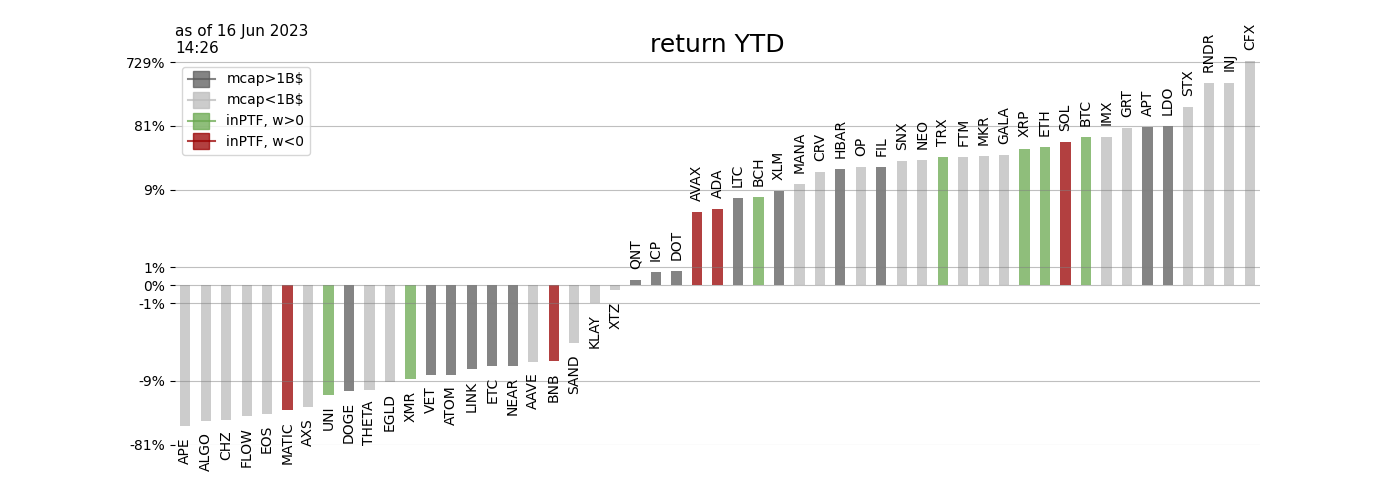 as of 16 Jun 2023
14:26
return YTD
729%
81%
9%
1%
0%
-1%
-9%
-81%
mcap>1B$
mcap<1B$
inPTF, w>0
inPTF, w<0
APE
ALGO
CHZ
FLOW
EOS
MATIC
AXS
UNI
DOGE
THETA
EGLD
XMR
VET
ATOM
LINK
ETC
NEAR
AAVE
BNB
SAND
KLAY
XTZ
QNT
ICP
DOT
AVAX
ADA
LTC
BCH
XLM
MANA
CRV
HBAR
OP
FIL
SNX
NEO
TRX
FTM
MKR
GALA
XRP
ETH
SOL
BTC
IMX
GRT
APT
LDO
STX
RNDR
INJ
CFX